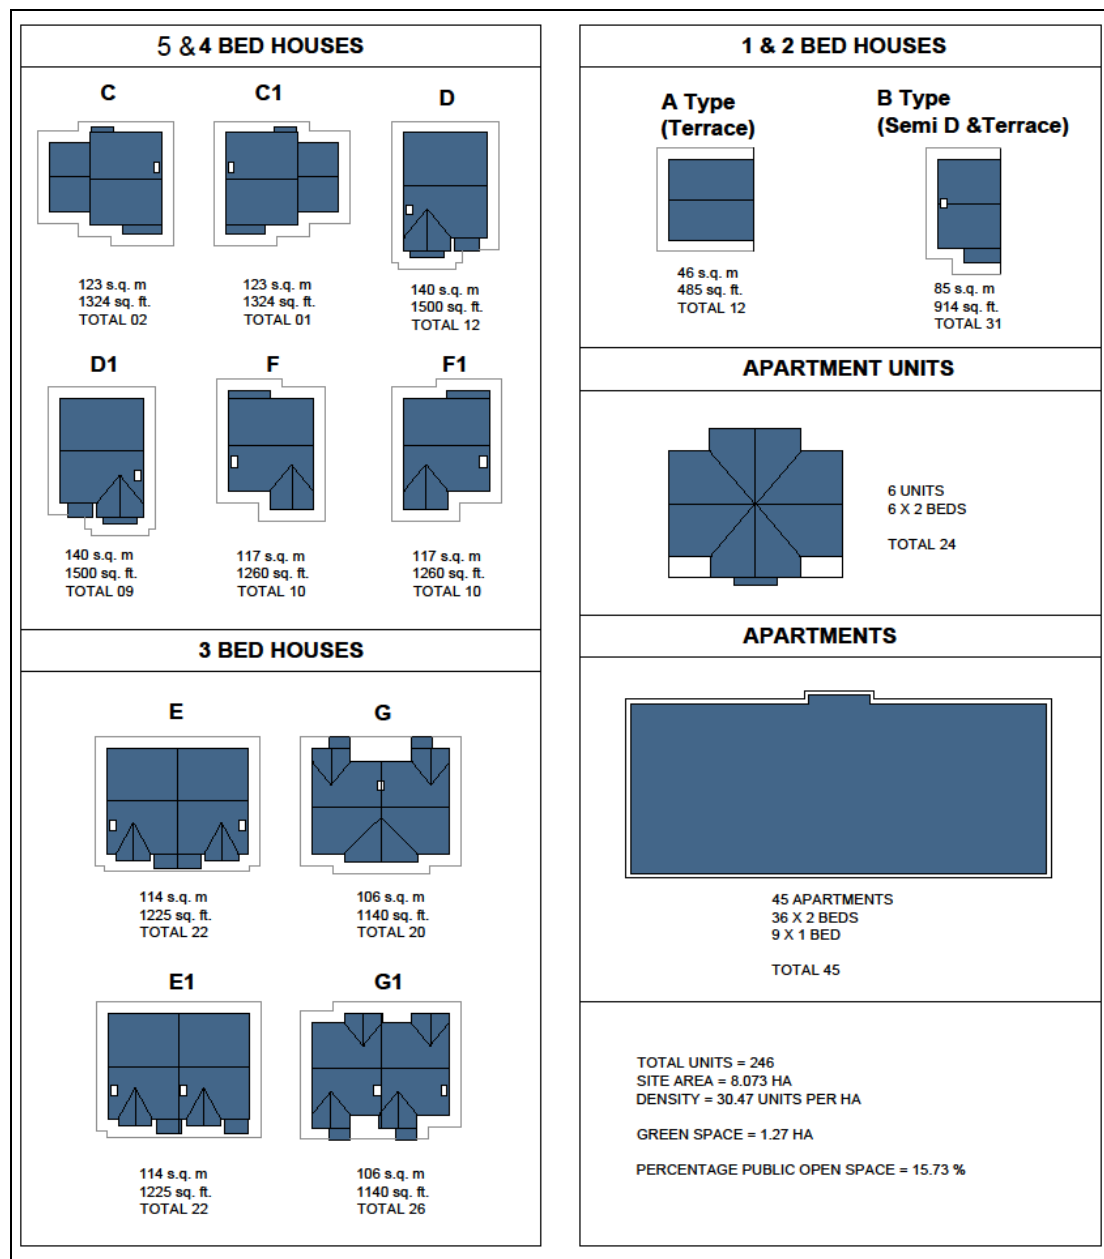 5 & 4 BED HOUSES
C
123 s.q. m
1324 sq. ft.
TOTAL 02
C1
123 s.q. m
1324 sq. ft.
TOTAL 01
D
140 s.q. m
1500 sq. ft.
TOTAL 12
D1
140 s.q. m
1500 sq. ft.
TOTAL 09
F
117 s.q. m
1260 sq. ft.
TOTAL 10
F1
117 s.q. m
1260 sq. ft.
TOTAL 10
3 BED HOUSES
E
114 s.q. m
1225 sq. ft.
TOTAL 22
G
106 s.q. m
1140 sq. ft.
TOTAL 20
E1
114 s.q. m
1225 sq. ft.
TOTAL 22
G1
106 s.q. m
1140 sq. ft.
TOTAL 26
1 & 2 BED HOUSES
A Type
(Terrace)
46 s.q. m
485 sq. ft.
TOTAL 12
B Type
(Semi D &Terrace)
85 s.q. m
914 sq. ft.
TOTAL 31
APARTMENT UNITS
6 UNITS
6 X 2 BEDS
TOTAL 24
APARTMENTS
45 APARTMENTS
36 X 2 BEDS
9 X 1 BED
TOTAL 45
TOTAL UNITS = 246
SITE AREA = 8.073 HA
DENSITY = 30.47 UNITS PER HA
GREEN SPACE = 1.27 HA
PERCENTAGE PUBLIC OPEN SPACE = 15.73 %